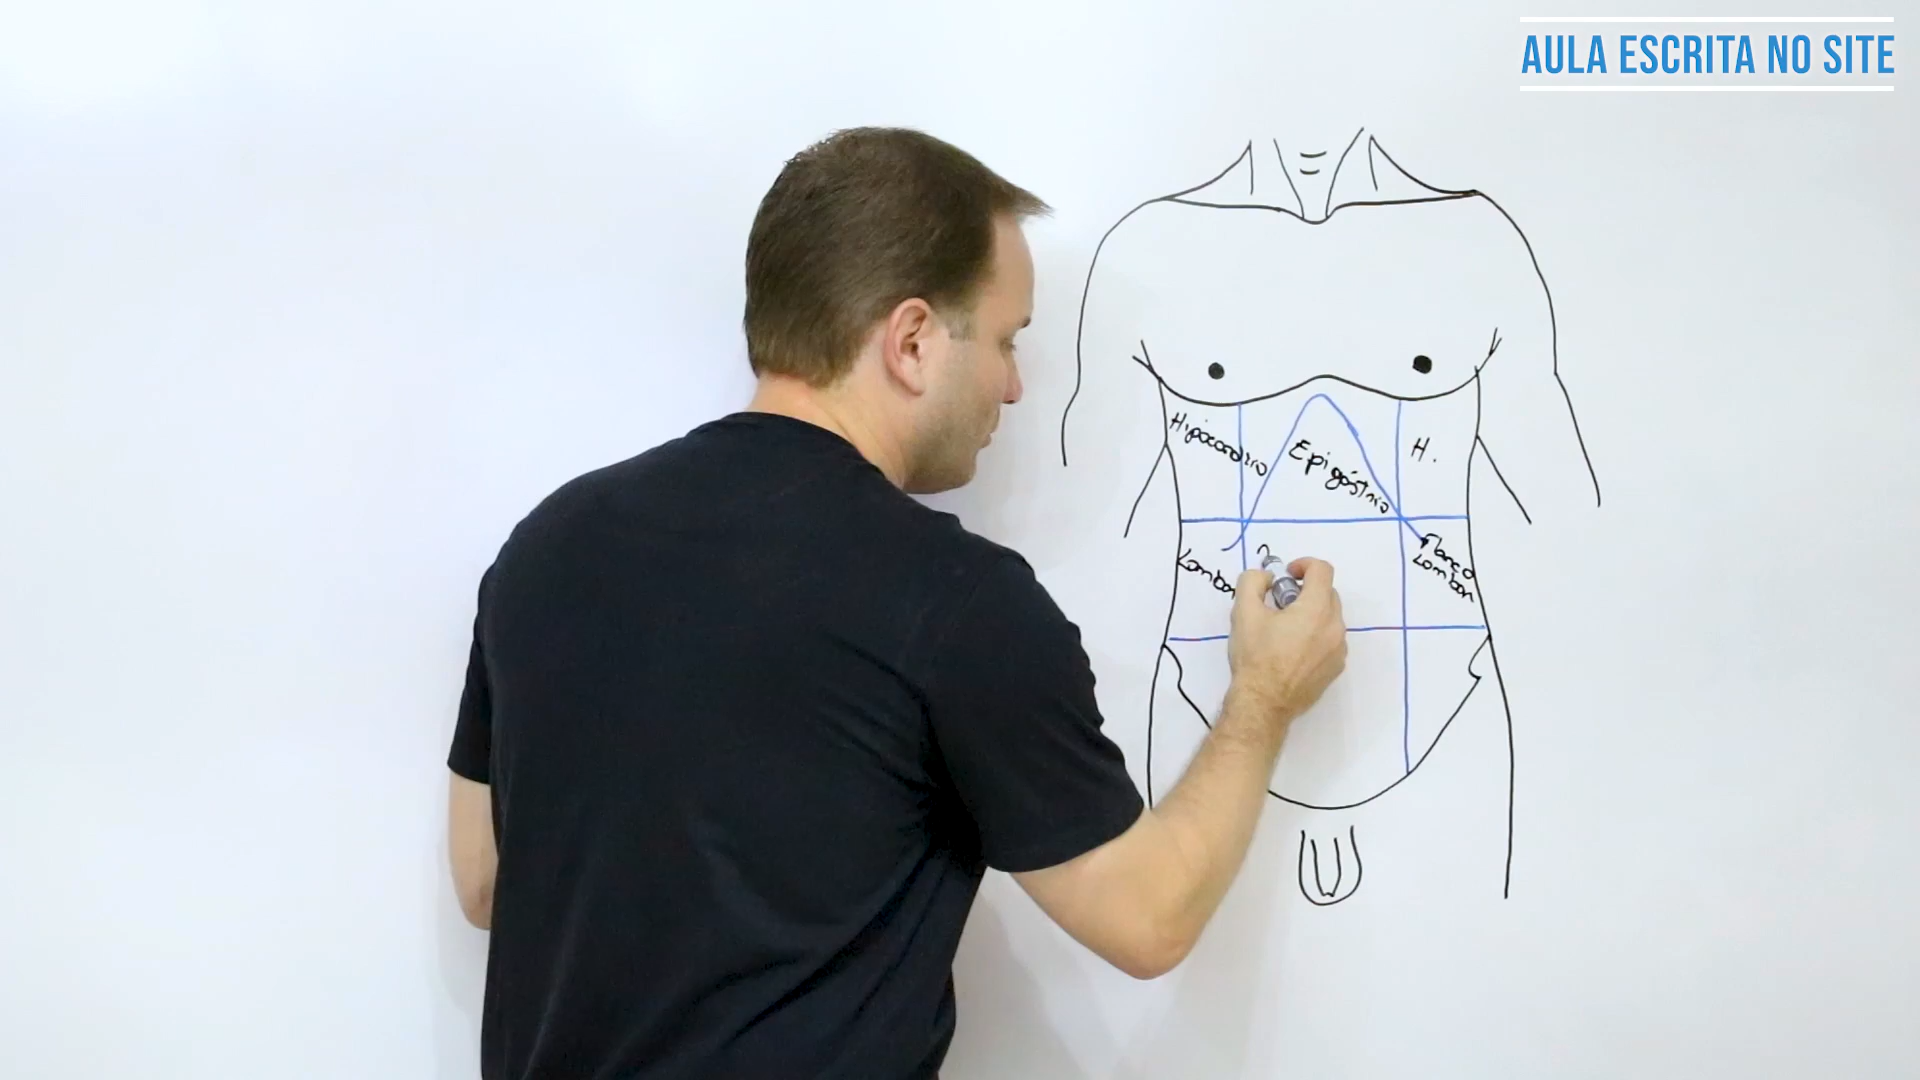 AULA ESCRITA NO SITE
Hipocondrio
Epigástrio
H.
Lombar
Flanco
Lombar